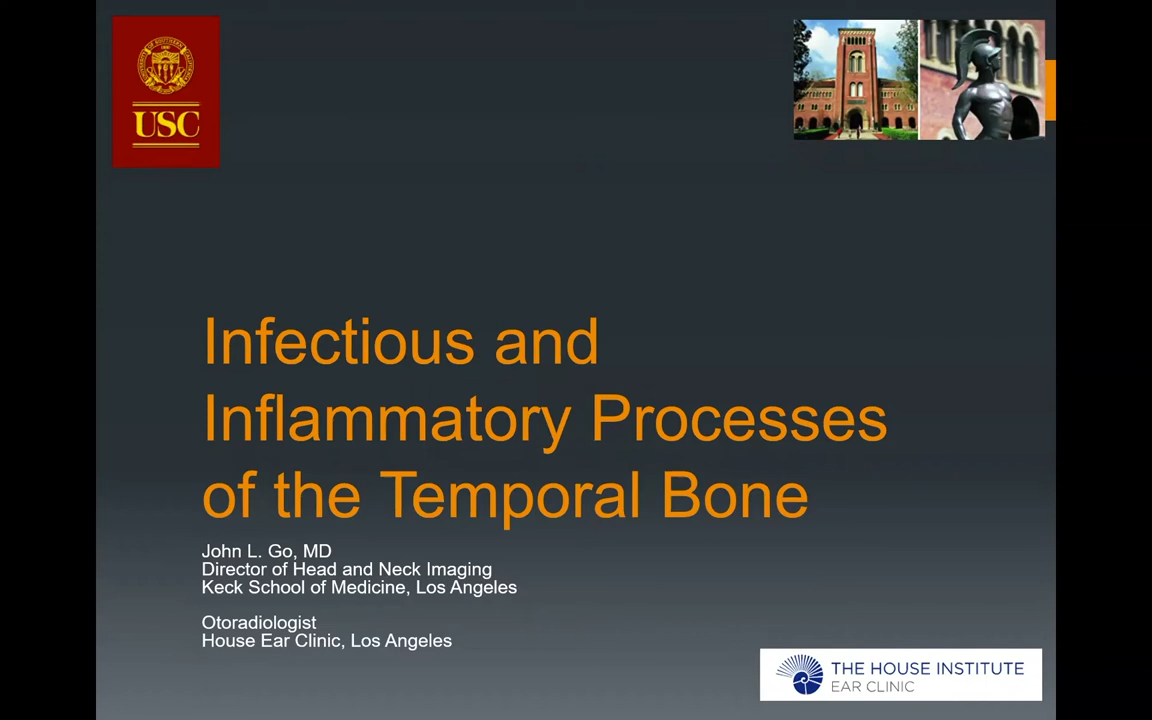 USC
Infectious and
Inflammatory Processes
of the Temporal Bone
John L. Go, MD
Director of Head and Neck Imaging
Keck School of Medicine, Los Angeles
Otoradiologist
House Ear Clinic, Los Angeles
THE HOUSE INSTITUTE
EAR CLINIC